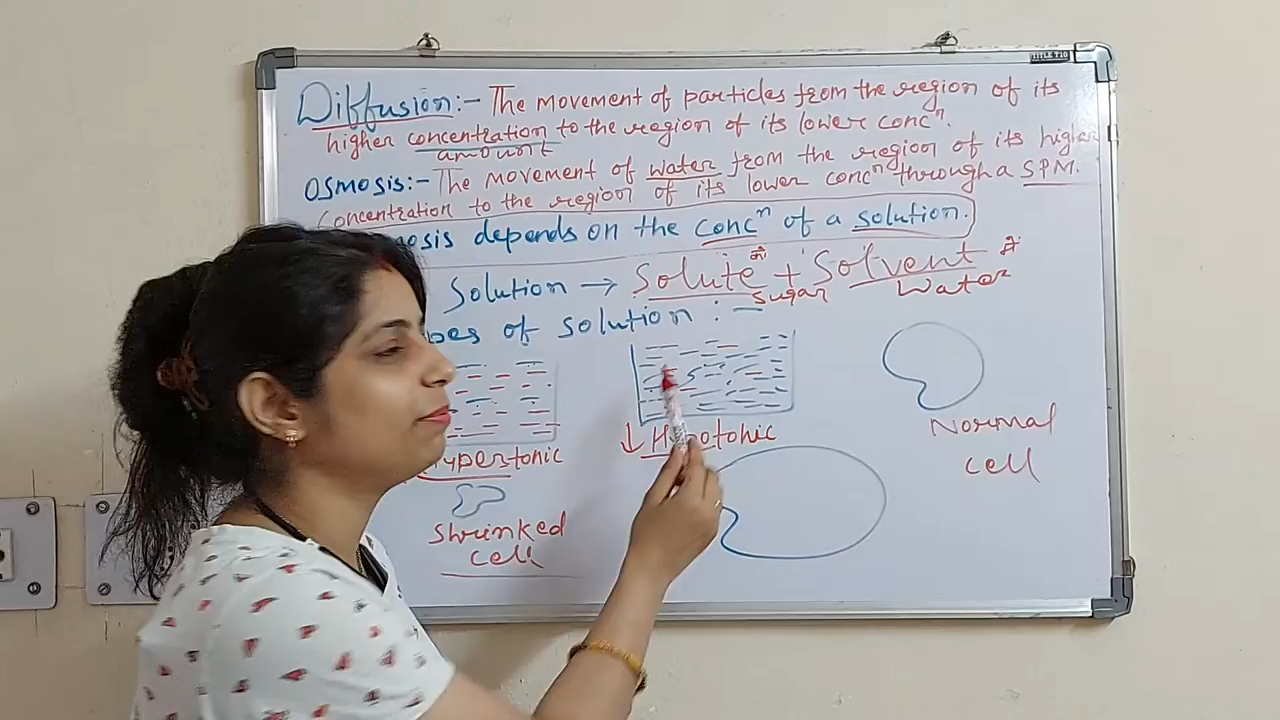 Diffusion:- The movement of particles from the region of its
higher concentration to the region of its lower concⁿ.
amount
Osmosis:- The movement of water from the region of its higher
concentration to the region of its lower concⁿ through a SPM.
osis depends on the concⁿ of a solution.
Solution → Solute को + Solvent में
Sugar Water
pes of solution :-
Hypertonic
↓ Hypotonic
Normal
cell
Shrinked
cell